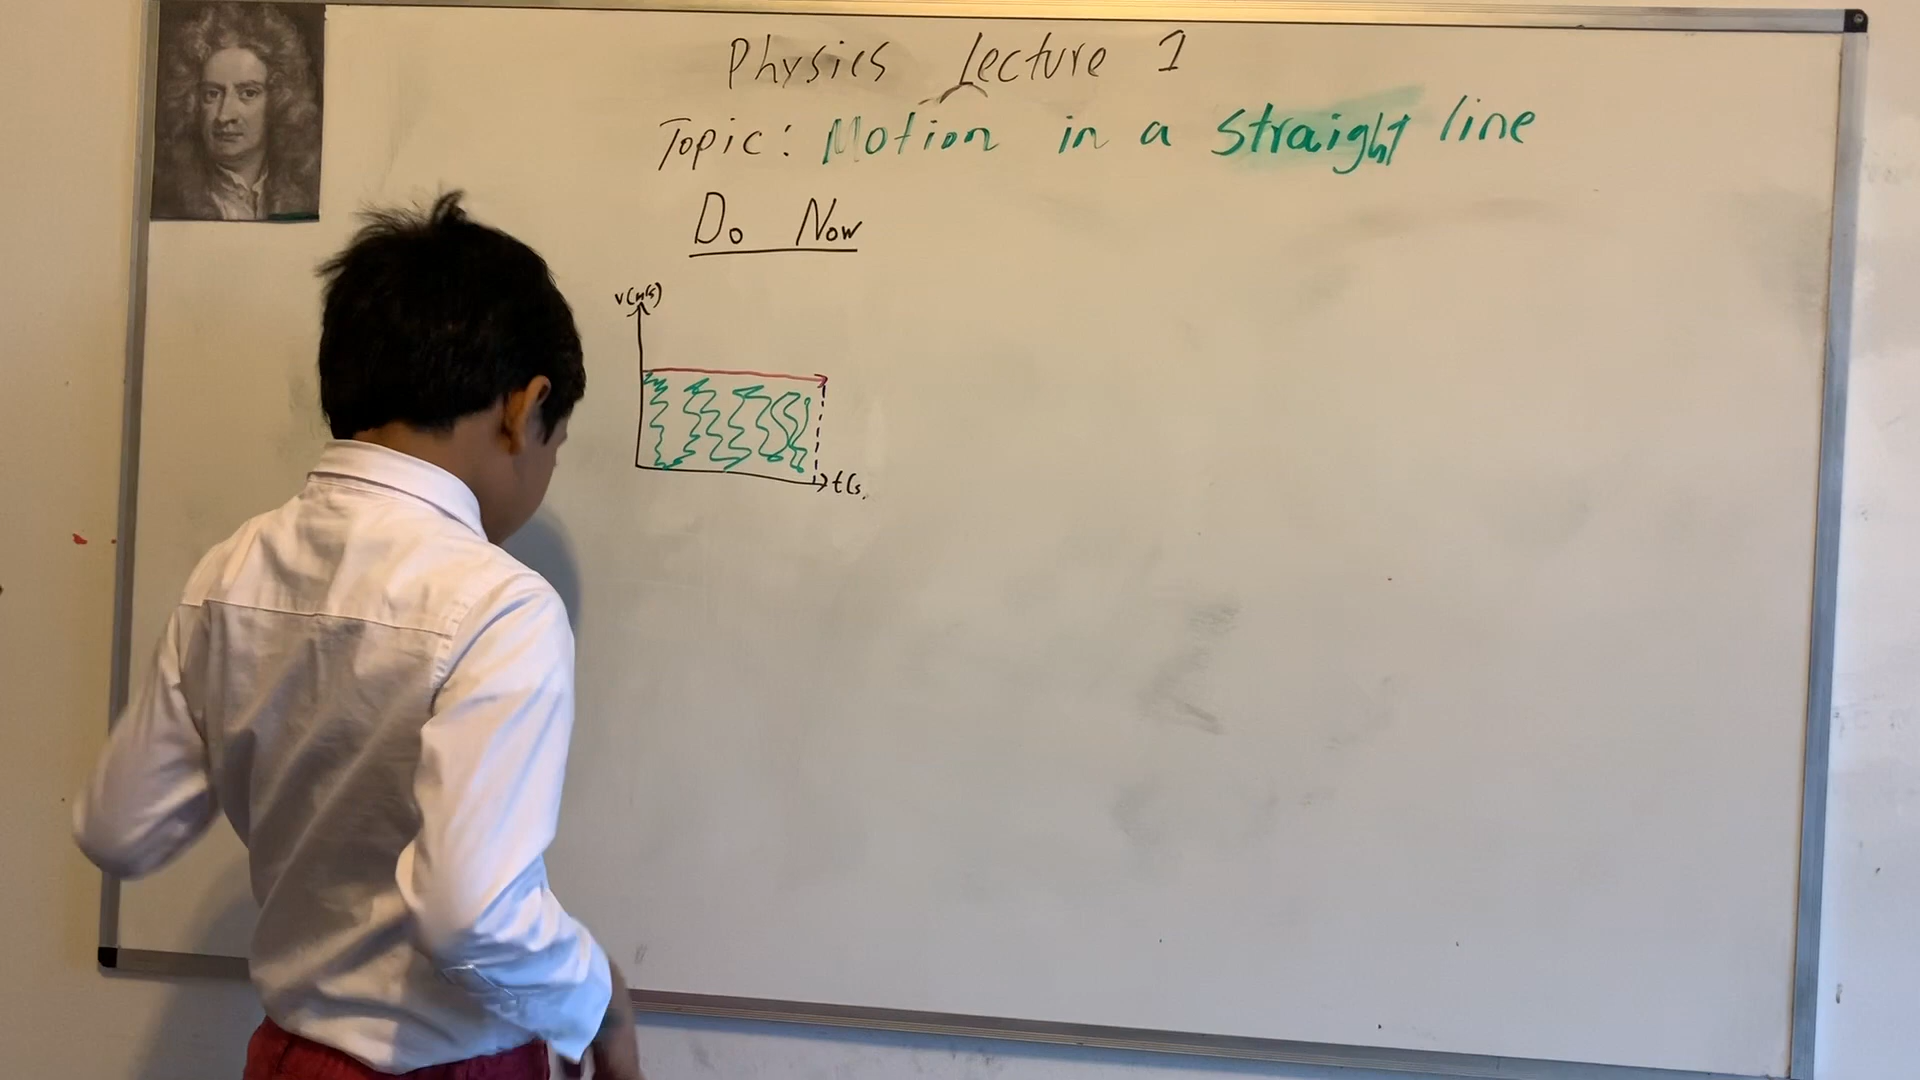 Physics Lecture 1
Topic: Motion in a straight line
Do Now
v(m/s)
t(s